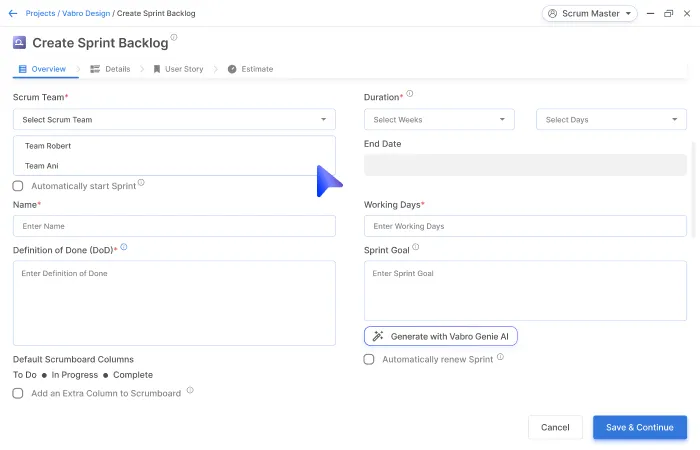 Projects / Vabro Design / Create Sprint Backlog
Scrum Master
Create Sprint Backlog
Overview
Details
User Story
Estimate
Scrum Team*
Select Scrum Team
Team Robert
Team Ani
Automatically start Sprint
Duration*
Select Weeks
Select Days
End Date
Name*
Enter Name
Working Days*
Enter Working Days
Definition of Done (DoD)*
Enter Definition of Done
Sprint Goal
Enter Sprint Goal
Generate with Vabro Genie AI
Automatically renew Sprint
Default Scrumboard Columns
To Do ● In Progress ● Complete
Add an Extra Column to Scrumboard
Cancel
Save & Continue